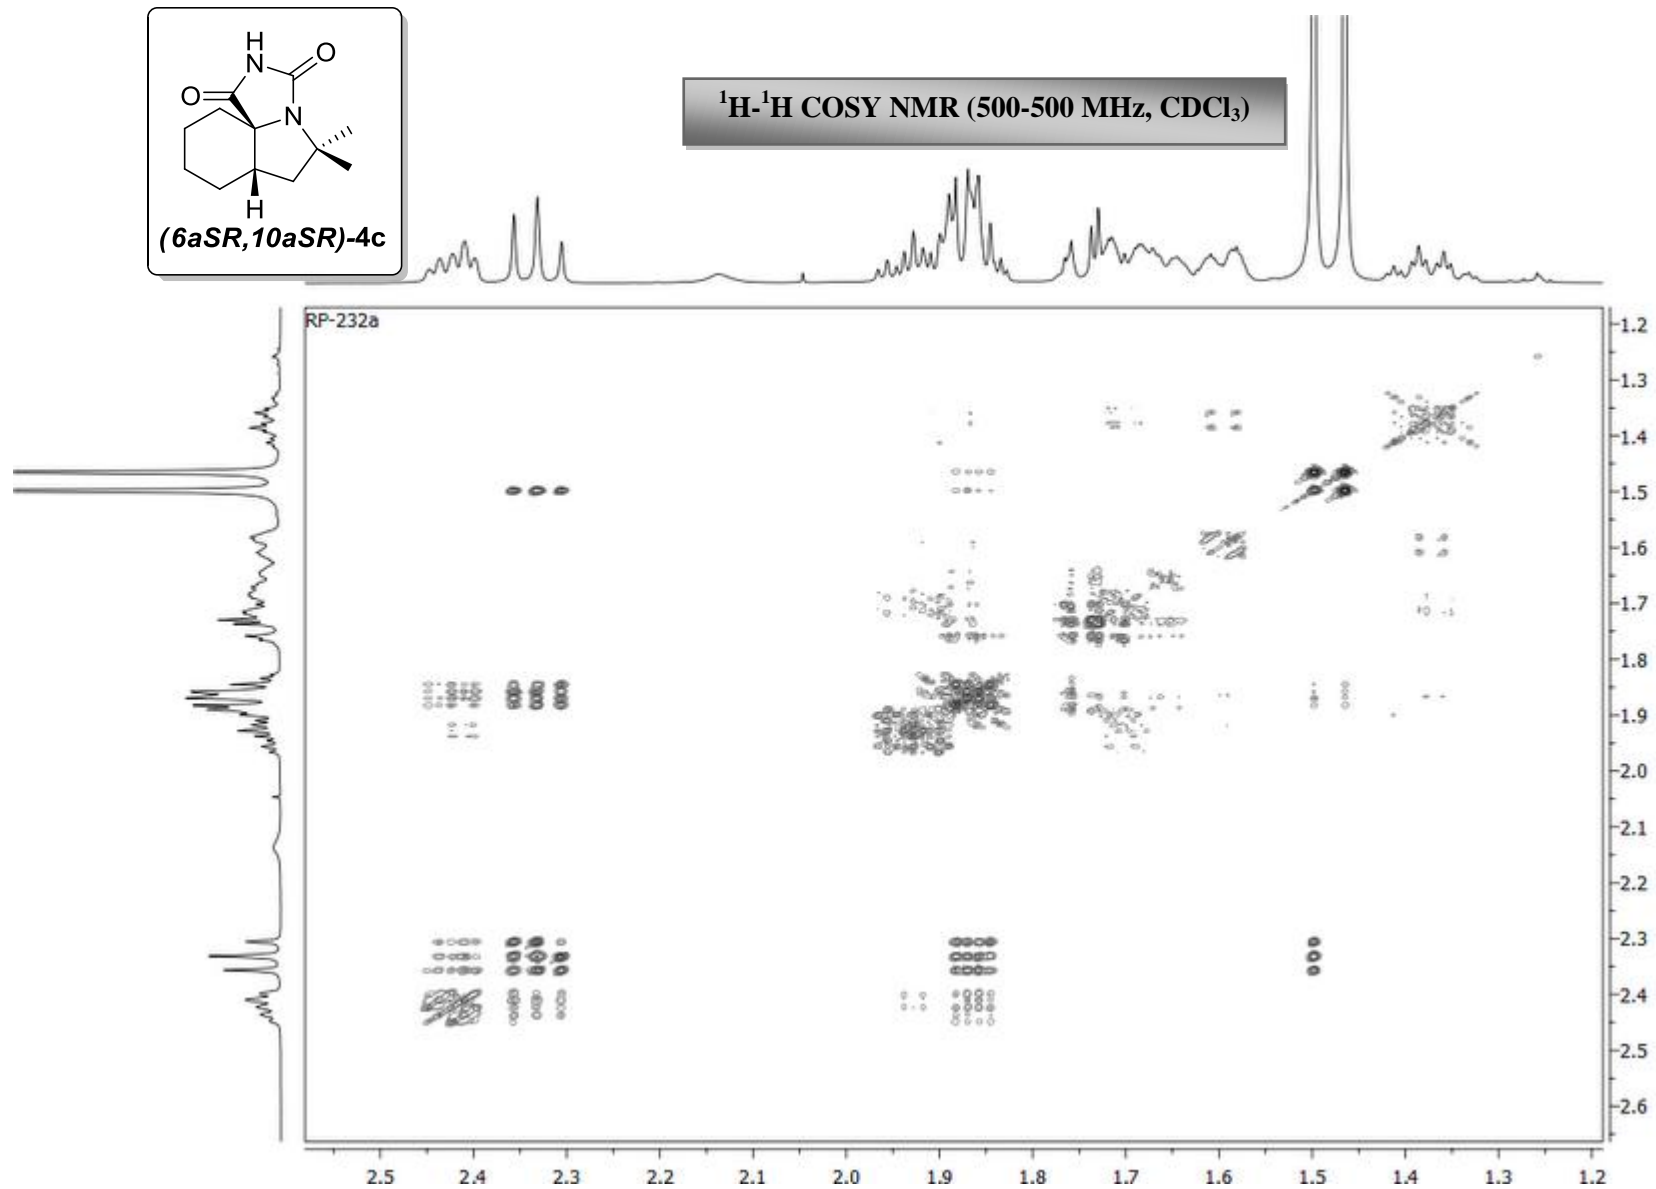 H
N
O
O
N
H
(6aSR,10aSR)-4c
¹H-¹H COSY NMR (500-500 MHz, CDCl₃)
RP-232a
1.2
1.3
1.4
1.5
1.6
1.7
1.8
1.9
2.0
2.1
2.2
2.3
2.4
2.5
2.6
2.5 2.4 2.3 2.2 2.1 2.0 1.9 1.8 1.7 1.6 1.5 1.4 1.3 1.2